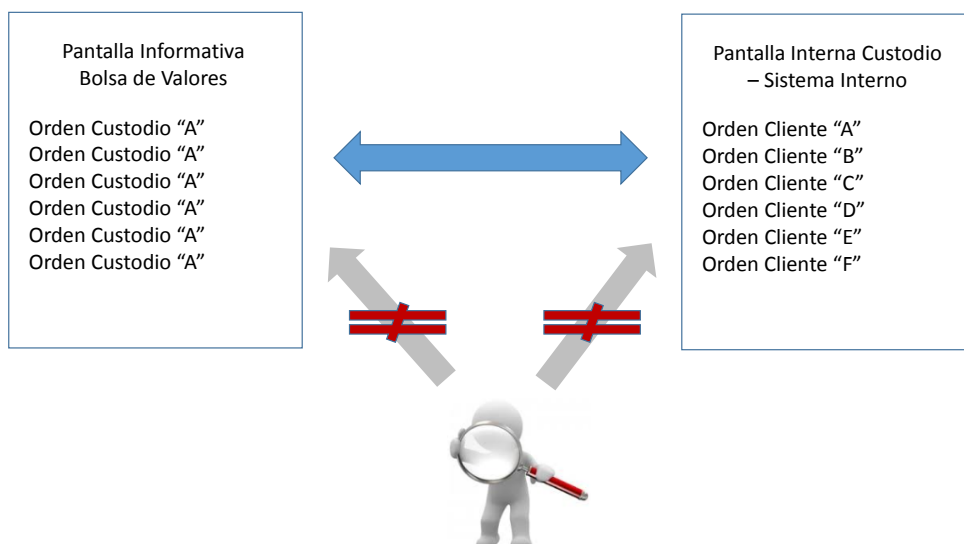 Pantalla Informativa
Bolsa de Valores
Orden Custodio “A”
Orden Custodio “A”
Orden Custodio “A”
Orden Custodio “A”
Orden Custodio “A”
Orden Custodio “A”
Pantalla Interna Custodio
– Sistema Interno
Orden Cliente “A”
Orden Cliente “B”
Orden Cliente “C”
Orden Cliente “D”
Orden Cliente “E”
Orden Cliente “F”